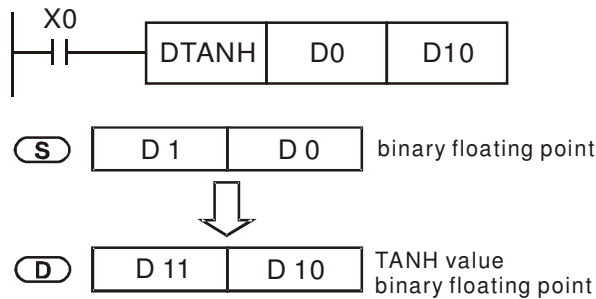 X0
DTANH D0 D10
S D 1 D 0 binary floating point
D D 11 D 10 TANH value
binary floating point